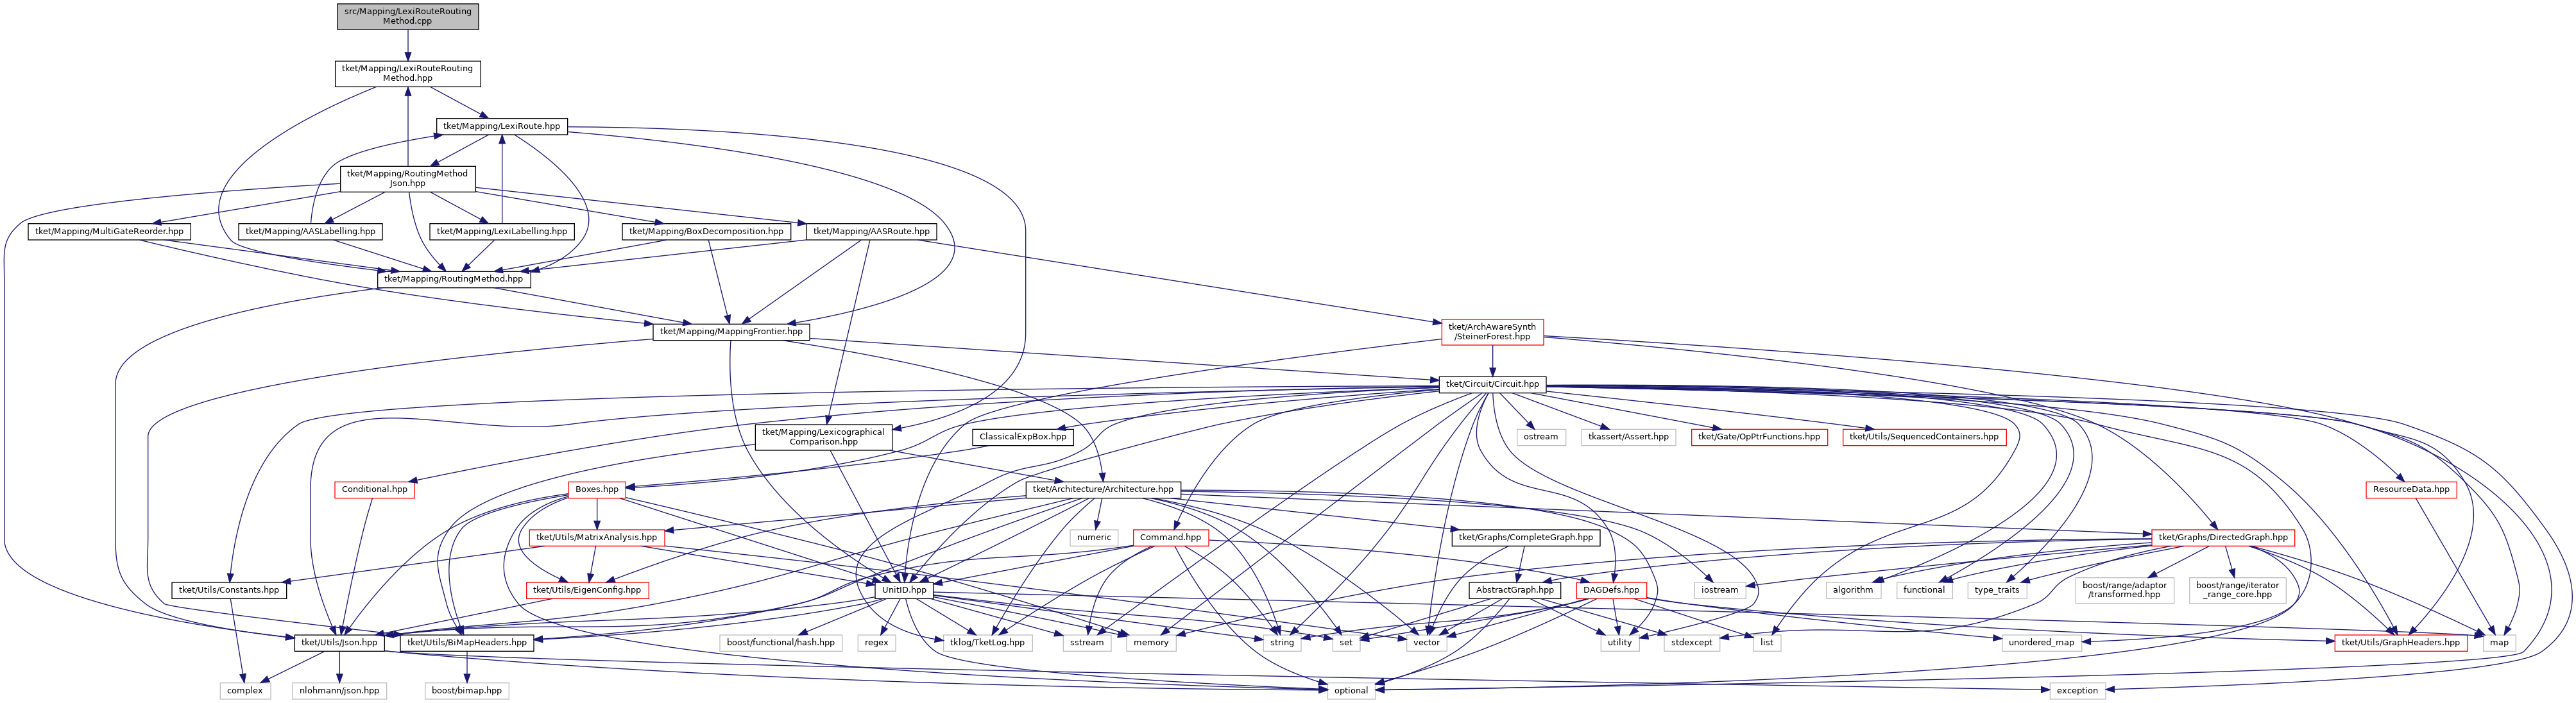 src/Mapping/LexiRouteRouting
Method.cpp
tket/Mapping/LexiRouteRouting
Method.hpp
tket/Mapping/LexiRoute.hpp
tket/Mapping/RoutingMethod
Json.hpp
tket/Mapping/MultiGateReorder.hpp
tket/Mapping/AASLabelling.hpp
tket/Mapping/LexiLabelling.hpp
tket/Mapping/BoxDecomposition.hpp
tket/Mapping/AASRoute.hpp
tket/Mapping/RoutingMethod.hpp
tket/Mapping/MappingFrontier.hpp
tket/ArchAwareSynth
/SteinerForest.hpp
tket/Circuit/Circuit.hpp
tket/Mapping/Lexicographical
Comparison.hpp
ClassicalExpBox.hpp
ostream
tkassert/Assert.hpp
tket/Gate/OpPtrFunctions.hpp
tket/Utils/SequencedContainers.hpp
Conditional.hpp
Boxes.hpp
tket/Architecture/Architecture.hpp
ResourceData.hpp
tket/Utils/MatrixAnalysis.hpp
numeric
Command.hpp
tket/Graphs/CompleteGraph.hpp
tket/Graphs/DirectedGraph.hpp
tket/Utils/Constants.hpp
tket/Utils/EigenConfig.hpp
UnitID.hpp
AbstractGraph.hpp
DAGDefs.hpp
iostream
algorithm
functional
type_traits
boost/range/adaptor
/transformed.hpp
boost/range/iterator
_range_core.hpp
tket/Utils/Json.hpp
tket/Utils/BiMapHeaders.hpp
boost/functional/hash.hpp
regex
tklog/TketLog.hpp
sstream
memory
string
set
vector
utility
stdexcept
list
unordered_map
tket/Utils/GraphHeaders.hpp
map
complex
nlohmann/json.hpp
boost/bimap.hpp
optional
exception